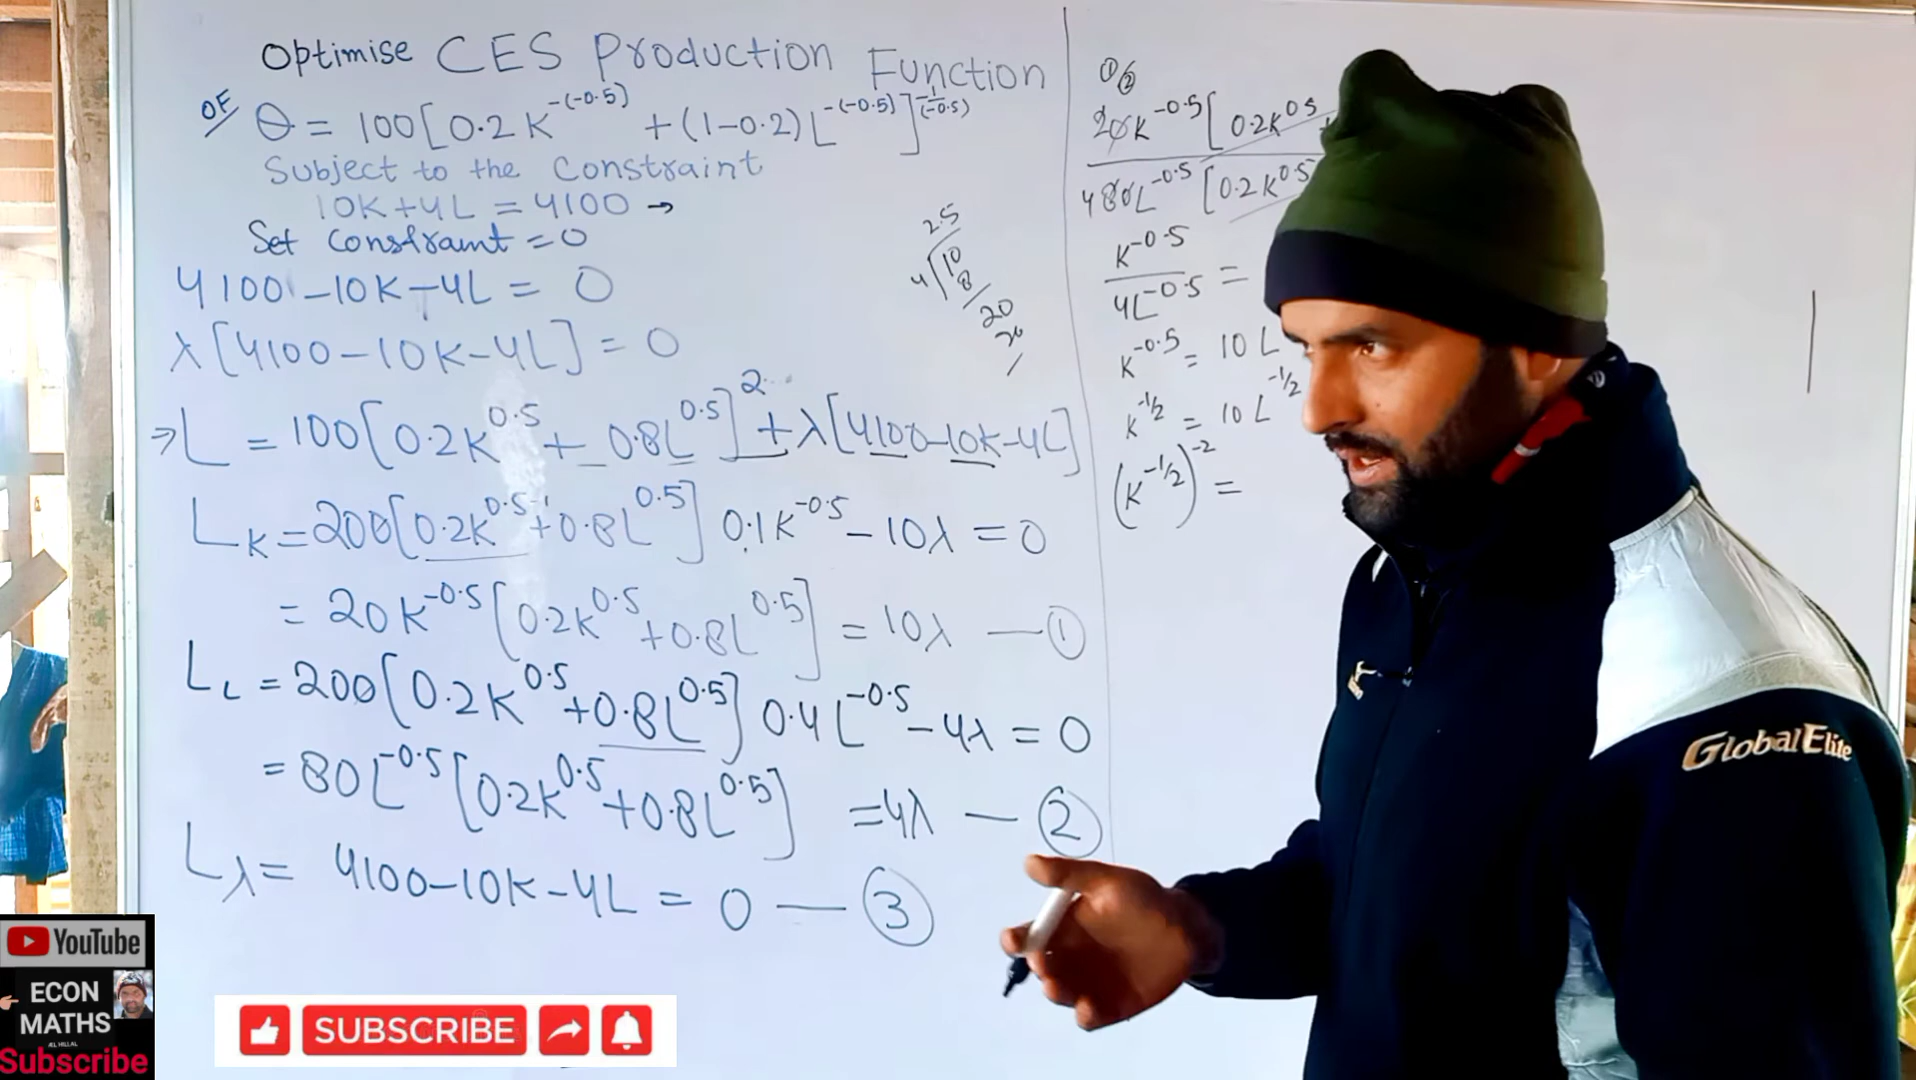 Optimise CES Production Function
OF
Q = 100[0.2K^-(-0.5) + (1-0.2)L^-(-0.5)]^-1/(-0.5)
Subject to the Constraint
10K+4L = 4100 →
Set Constraint = 0
4100 -10K-4L = 0
λ[4100-10K-4L] = 0
⇒ L = 100[0.2K^0.5 + 0.8L^0.5]^2 + λ[4100-10K-4L]
L_K = 200[0.2K^0.5-1 + 0.8L^0.5] 0.1K^-0.5 - 10λ = 0
= 20K^-0.5[0.2K^0.5 + 0.8L^0.5] = 10λ — ①
L_L = 200[0.2K^0.5 + 0.8L^0.5] 0.4L^-0.5 - 4λ = 0
= 80L^-0.5[0.2K^0.5 + 0.8L^0.5] = 4λ — ②
L_λ = 4100-10K-4L = 0 — ③
2.5
4 10
8
20
20
① ②
20K^-0.5[0.2K^0.5 +
4 80L^-0.5 [0.2K^0.5
K^-0.5
4L^-0.5 =
K^-0.5 = 10 L
K^-1/2 = 10 L^-1/2
(K^-1/2)^-2 =
GlobalElite
YouTube
ECON
MATHS
Subscribe
SUBSCRIBE